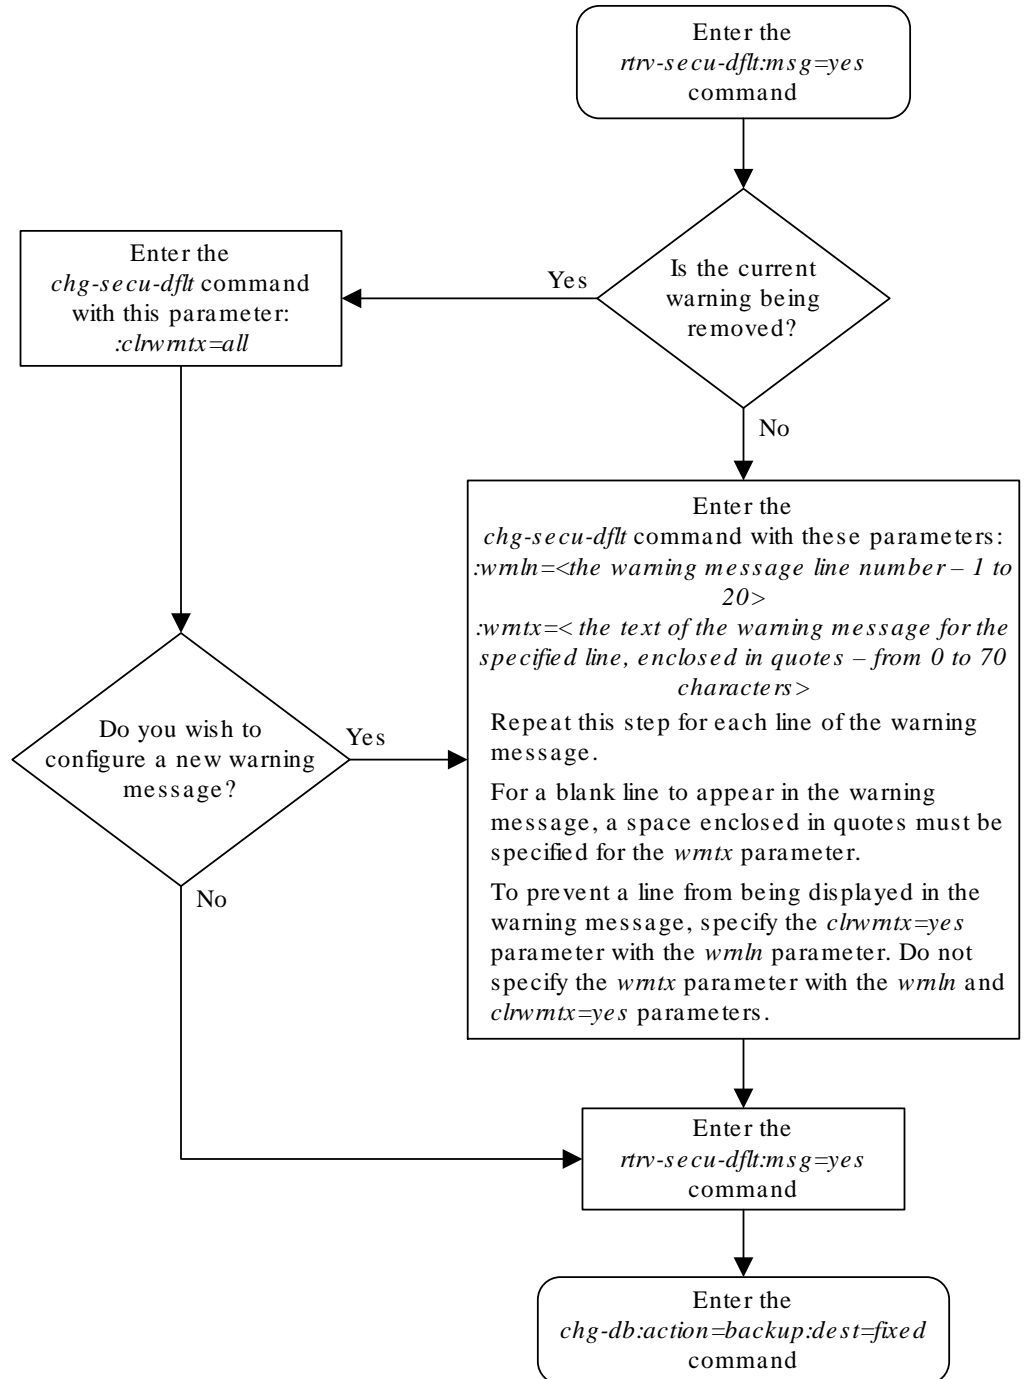 Enter the
rtrv-secu-dflt:msg=yes
command
Is the current
warning being
removed?
Yes
No
Enter the
chg-secu-dflt command
with this parameter:
:clrwrntx=all
Enter the
chg-secu-dflt command with these parameters:
:wrnln=<the warning message line number – 1 to
20>
:wrntx=< the text of the warning message for the
specified line, enclosed in quotes – from 0 to 70
characters>
Repeat this step for each line of the warning
message.
For a blank line to appear in the warning
message, a space enclosed in quotes must be
specified for the wrntx parameter.
To prevent a line from being displayed in the
warning message, specify the clrwrntx=yes
parameter with the wrnln parameter. Do not
specify the wrntx parameter with the wrnln and
clrwrntx=yes parameters.
Do you wish to
configure a new warning
message?
Yes
No
Enter the
rtrv-secu-dflt:msg=yes
command
Enter the
chg-db:action=backup:dest=fixed
command